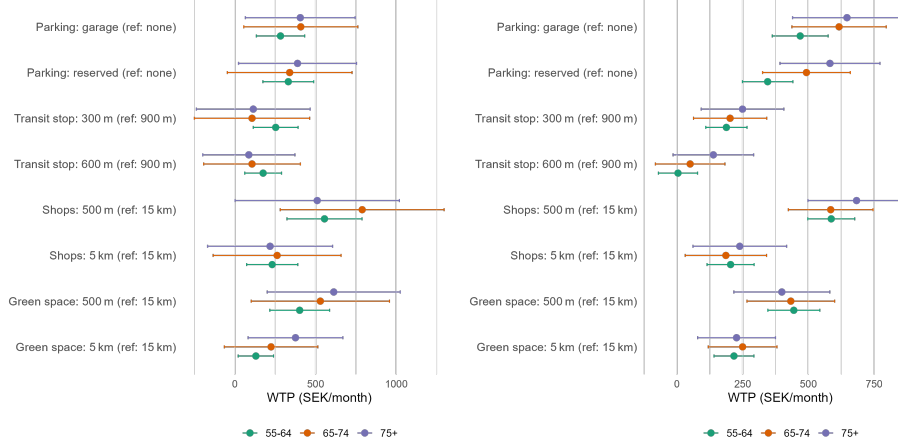 Parking: garage (ref: none)
Parking: reserved (ref: none)
Transit stop: 300 m (ref: 900 m)
Transit stop: 600 m (ref: 900 m)
Shops: 500 m (ref: 15 km)
Shops: 5 km (ref: 15 km)
Green space: 500 m (ref: 15 km)
Green space: 5 km (ref: 15 km)
0 500 1000
WTP (SEK/month)
55-64 65-74 75+
Parking: garage (ref: none)
Parking: reserved (ref: none)
Transit stop: 300 m (ref: 900 m)
Transit stop: 600 m (ref: 900 m)
Shops: 500 m (ref: 15 km)
Shops: 5 km (ref: 15 km)
Green space: 500 m (ref: 15 km)
Green space: 5 km (ref: 15 km)
0 250 500 750
WTP (SEK/month)
55-64 65-74 75+